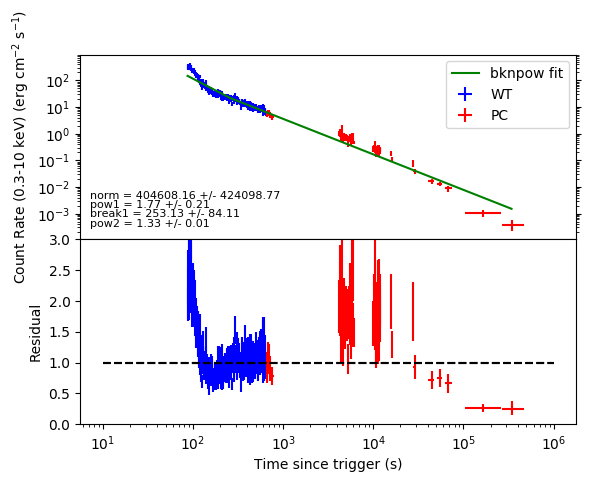 Count Rate (0.3-10 keV) (erg cm⁻² s⁻¹)
10²
10¹
10⁰
10⁻¹
10⁻²
10⁻³
bknpow fit
WT
PC
norm = 404608.16 +/- 424098.77
pow1 = 1.77 +/- 0.21
break1 = 253.13 +/- 84.11
pow2 = 1.33 +/- 0.01
Residual
3.0
2.5
2.0
1.5
1.0
0.5
0.0
10¹ 10² 10³ 10⁴ 10⁵ 10⁶
Time since trigger (s)